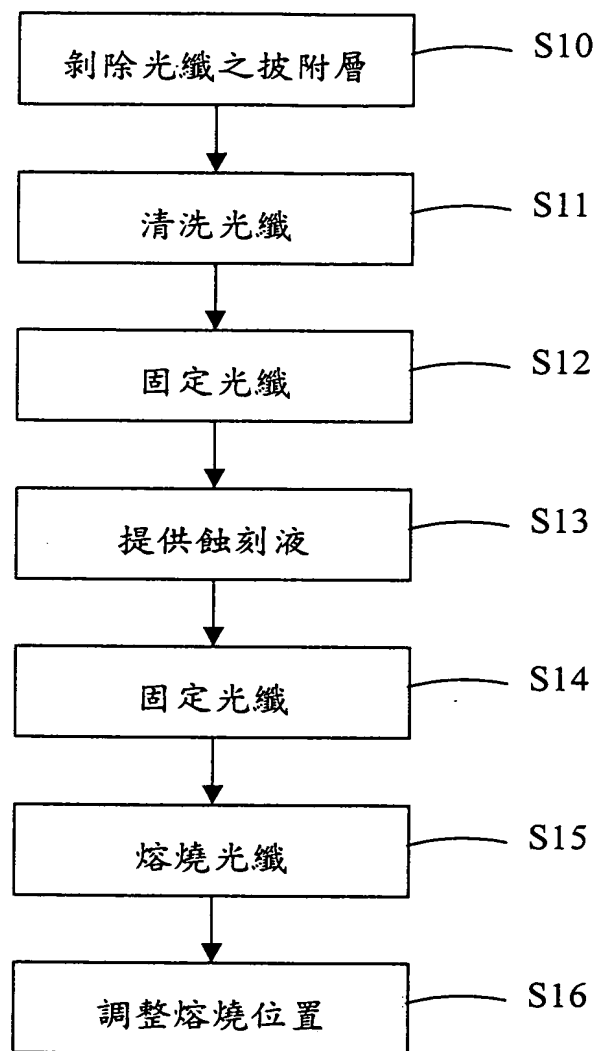 剝除光纖之披附層
S10
清洗光纖
S11
固定光纖
S12
提供蝕刻液
S13
固定光纖
S14
熔燒光纖
S15
調整熔燒位置
S16